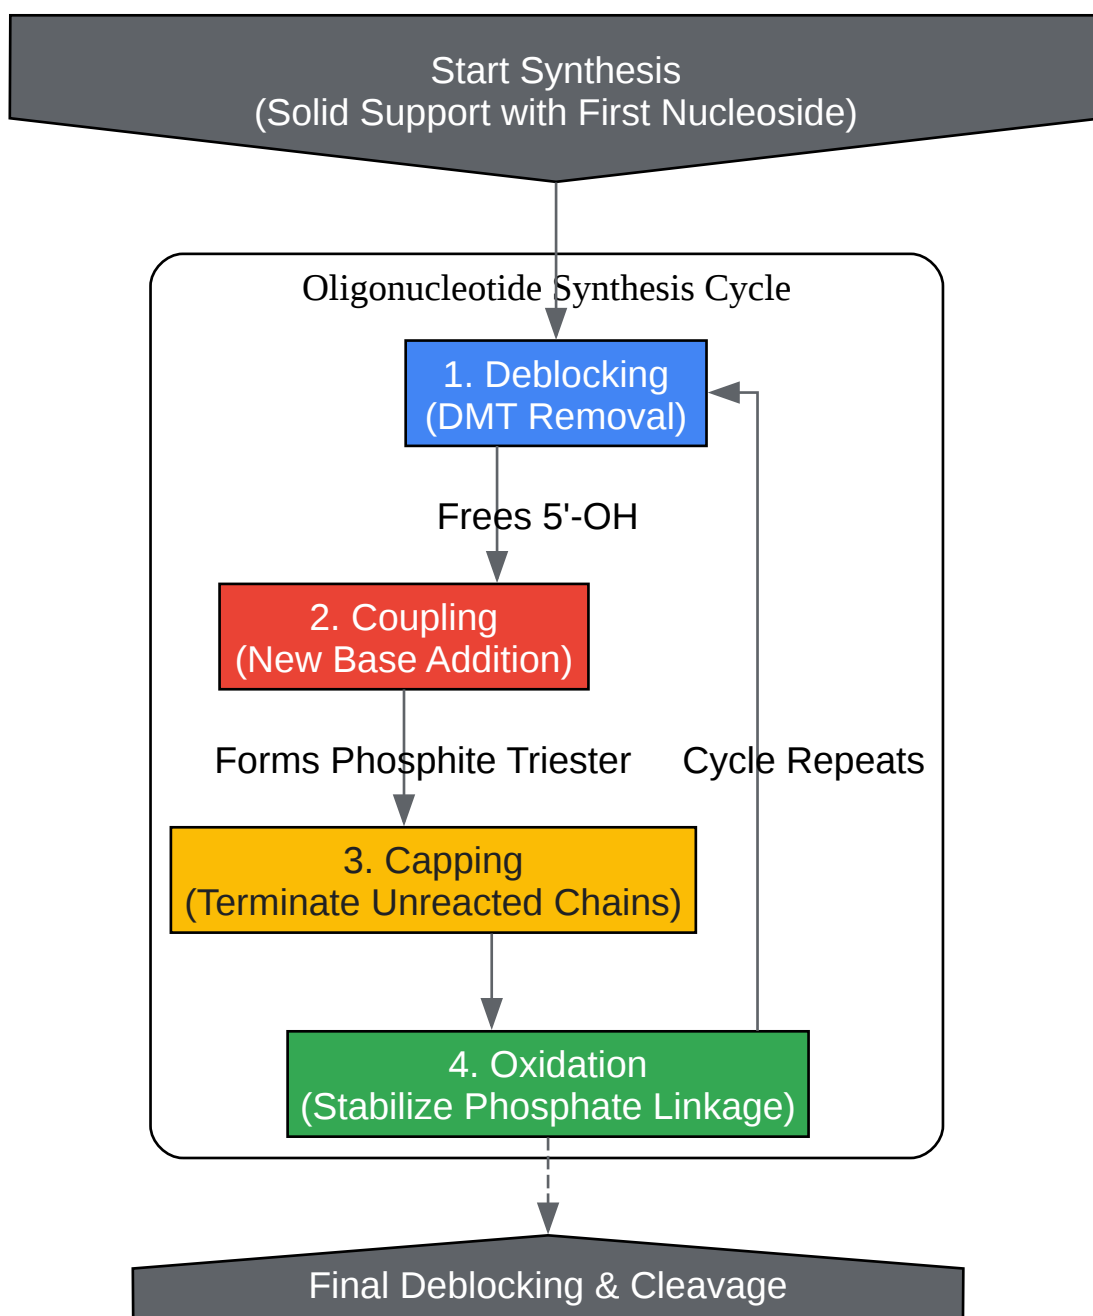 Start Synthesis
(Solid Support with First Nucleoside)
Oligonucleotide Synthesis Cycle
1. Deblocking
(DMT Removal)
Frees 5'-OH
2. Coupling
(New Base Addition)
Forms Phosphite Triester
Cycle Repeats
3. Capping
(Terminate Unreacted Chains)
4. Oxidation
(Stabilize Phosphate Linkage)
Final Deblocking & Cleavage